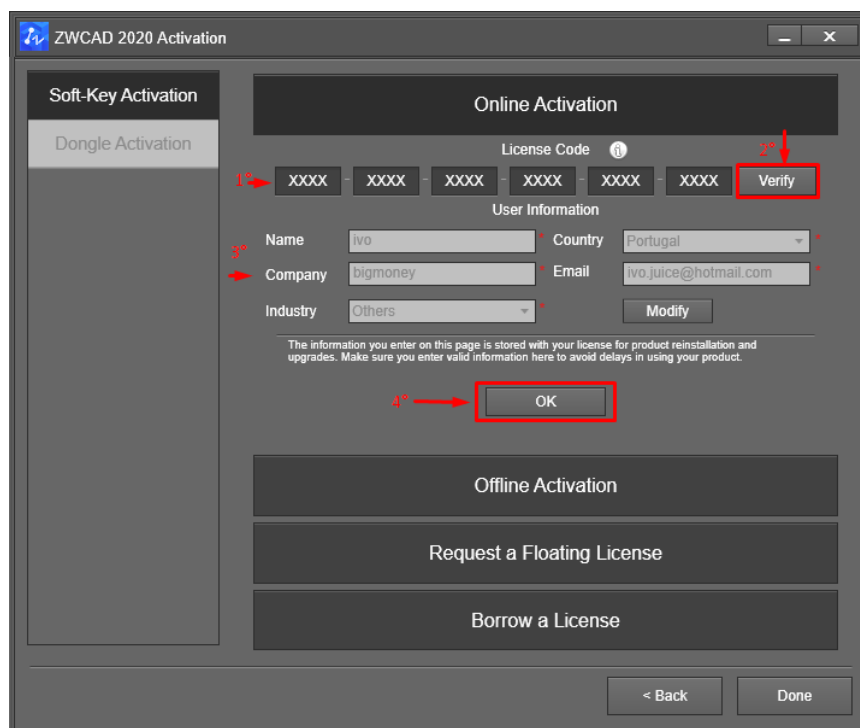 ZWCAD 2020 Activation
Soft-Key Activation
Dongle Activation
Online Activation
License Code
2°
1° XXXX - XXXX - XXXX - XXXX - XXXX - XXXX Verify
User Information
Name ivo * Country Portugal *
3°
Company bigmoney * Email ivo.juice@hotmail.com *
Industry Others * Modify
The information you enter on this page is stored with your license for product reinstallation and
upgrades. Make sure you enter valid information here to avoid delays in using your product.
4° OK
Offline Activation
Request a Floating License
Borrow a License
< Back Done